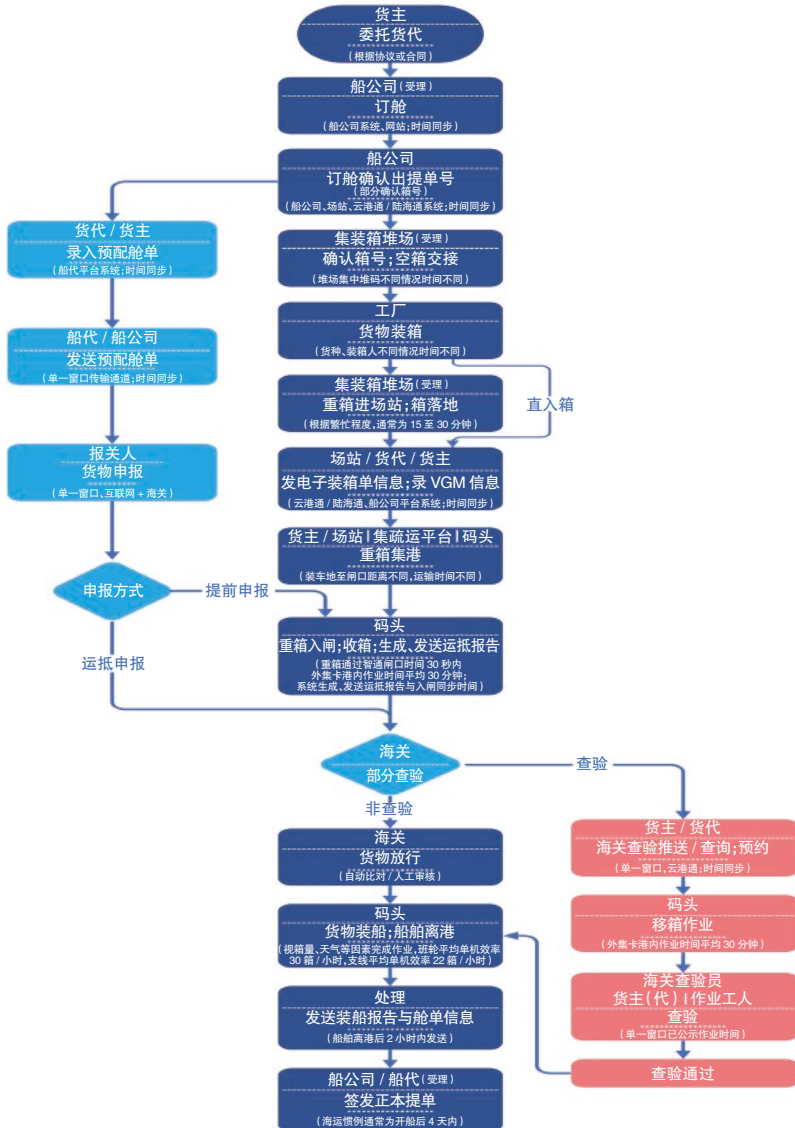 货主
委托货代
(根据协议或合同)
船公司(受理)
订舱
(船公司系统、网站;时间同步)
船公司
订舱确认出提单号
(部分确认箱号)
(船公司、场站、云港通/陆海通系统;时间同步)
货代/货主
录入预配舱单
(船代平台系统;时间同步)
船代/船公司
发送预配舱单
(单一窗口传输通道;时间同步)
报关人
货物申报
(单一窗口、互联网+海关)
申报方式
提前申报
运抵申报
集装箱堆场(受理)
确认箱号;空箱交接
(堆场集中堆码不同情况时间不同)
工厂
货物装箱
(货种、装箱人不同情况时间不同)
直入箱
集装箱堆场(受理)
重箱进场站;箱落地
(根据繁忙程度,通常为15至30分钟)
场站/货代/货主
发电子装箱单信息;录VGM信息
(云港通/陆海通、船公司平台系统;时间同步)
货主/场站|集疏运平台|码头
重箱集港
(装车地至闸口距离不同,运输时间不同)
码头
重箱入闸;收箱;生成、发送运抵报告
(重箱通过智通闸口时间30秒内
外集卡港内作业时间平均30分钟;
系统生成、发送运抵报告与入闸同步时间)
海关
部分查验
查验
非查验
海关
货物放行
(自动比对/人工审核)
码头
货物装船;船舶离港
(视箱量、天气等因素完成作业,班轮平均单机效率
30箱/小时,支线平均单机效率22箱/小时)
处理
发送装船报告与舱单信息
(船舶离港后2小时内发送)
船公司/船代(受理)
签发正本提单
(海运惯例通常为开船后4天内)
货主/货代
海关查验推送/查询;预约
(单一窗口,云港通;时间同步)
码头
移箱作业
(外集卡港内作业时间平均30分钟)
海关查验员
货主(代)|作业工人
查验
(单一窗口已公示作业时间)
查验通过